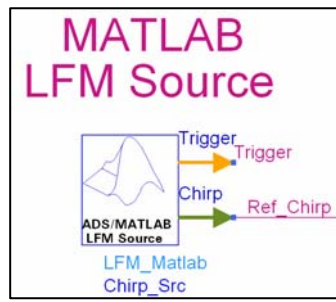 MATLAB
LFM Source
Trigger
Trigger
Chirp
Ref_Chirp
ADS/MATLAB
LFM Source
LFM_Matlab
Chirp_Src